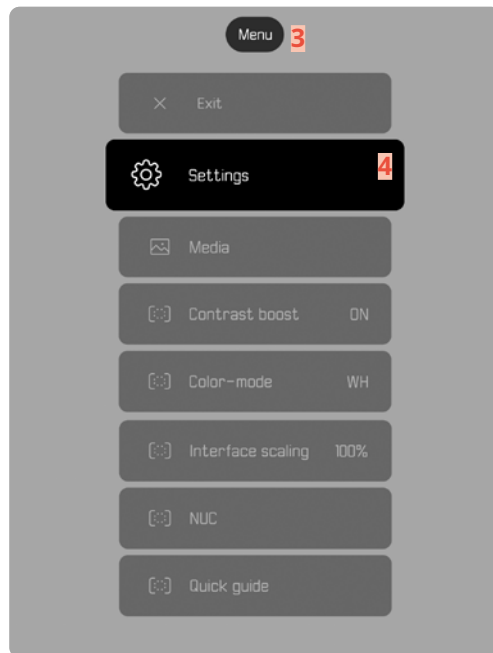 Menu 3
Exit
Settings 4
Media
Contrast boost ON
Color-mode WH
Interface scaling 100%
NUC
Quick guide